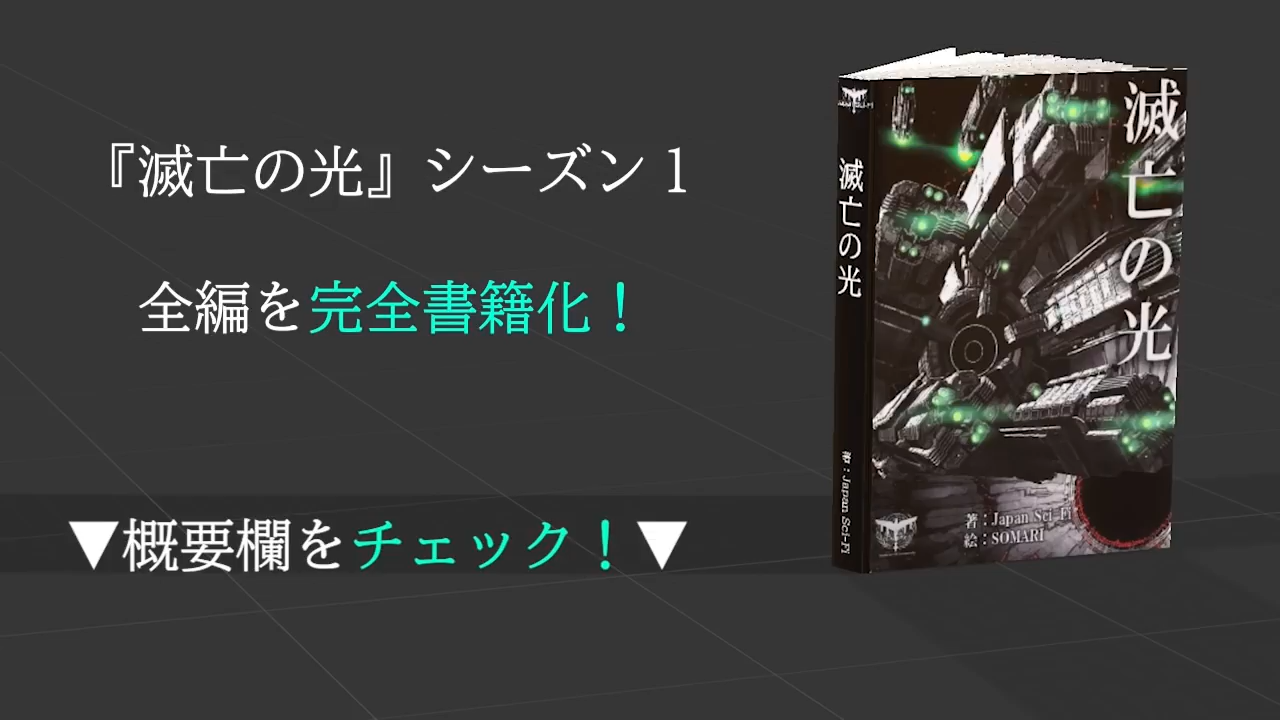 『滅亡の光』シーズン１
全編を完全書籍化！
▼概要欄をチェック！▼
滅亡の光
著：Japan Sci-Fi
滅亡の光
著：Japan Sci-Fi
絵：SOMARI